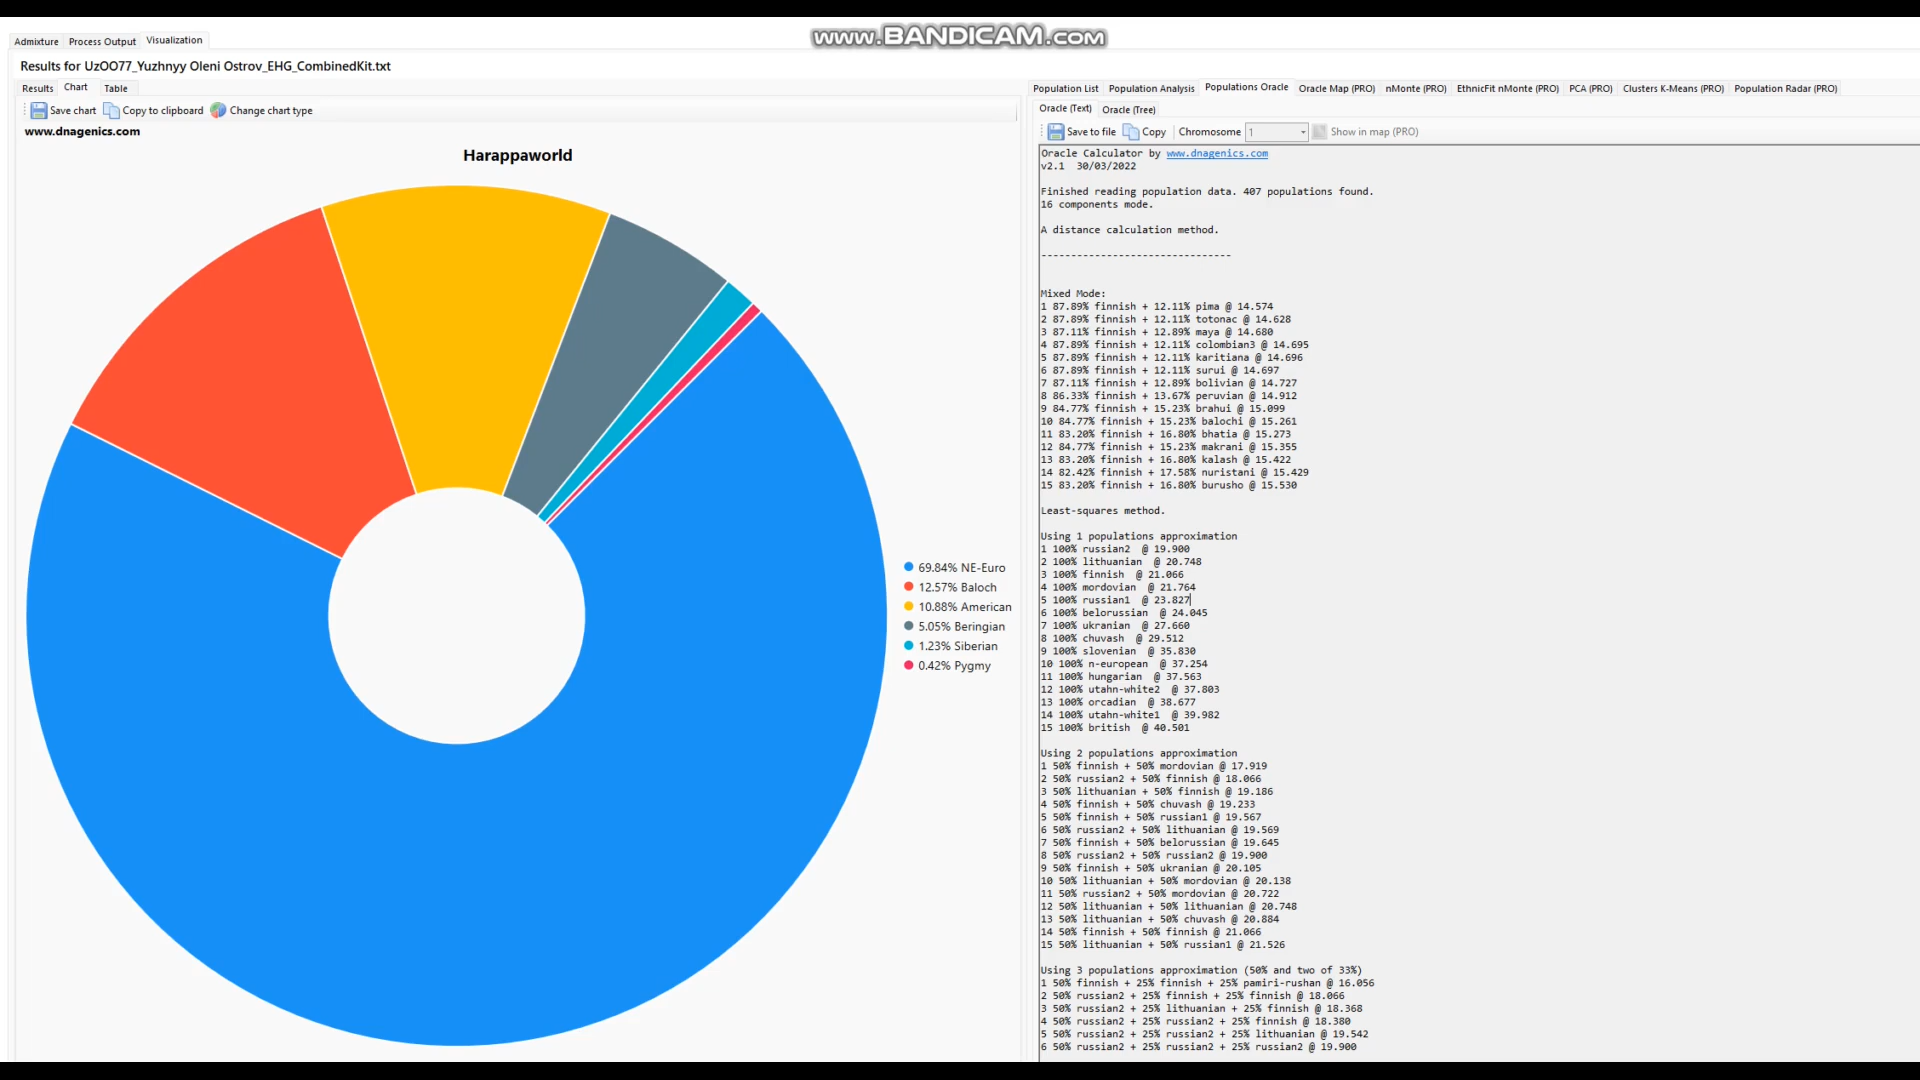 www.BANDICAM.com
Admixture Process Output Visualization
Results for UzOO77_Yuzhnyy Oleni Ostrov_EHG_CombinedKit.txt
Results Chart Table
Save chart Copy to clipboard Change chart type
www.dnagenics.com
Harappaworld
69.84% NE-Euro
12.57% Baloch
10.88% American
5.05% Beringian
1.23% Siberian
0.42% Pygmy
Population List Population Analysis Populations Oracle Oracle Map (PRO) nMonte (PRO) EthnicFit nMonte (PRO) PCA (PRO) Clusters K-Means (PRO) Population Radar (PRO)
Oracle (Text) Oracle (Tree)
Save to file Copy Chromosome 1 Show in map (PRO)
Oracle Calculator by www.dnagenics.com
v2.1 30/03/2022
Finished reading population data. 407 populations found.
16 components mode.
A distance calculation method.
--------------------------------
Mixed Mode:
1 87.89% finnish + 12.11% pima @ 14.574
2 87.89% finnish + 12.11% totonac @ 14.628
3 87.11% finnish + 12.89% maya @ 14.680
4 87.89% finnish + 12.11% colombian3 @ 14.695
5 87.89% finnish + 12.11% karitiana @ 14.696
6 87.89% finnish + 12.11% surui @ 14.697
7 87.11% finnish + 12.89% bolivian @ 14.727
8 86.33% finnish + 13.67% peruvian @ 14.912
9 84.77% finnish + 15.23% brahui @ 15.099
10 84.77% finnish + 15.23% balochi @ 15.261
11 83.20% finnish + 16.80% bhatia @ 15.273
12 84.77% finnish + 15.23% makrani @ 15.355
13 83.20% finnish + 16.80% kalash @ 15.422
14 82.42% finnish + 17.58% nuristani @ 15.429
15 83.20% finnish + 16.80% burusho @ 15.530
Least-squares method.
Using 1 populations approximation
1 100% russian2 @ 19.900
2 100% lithuanian @ 20.748
3 100% finnish @ 21.066
4 100% mordovian @ 21.764
5 100% russian1 @ 23.827
6 100% belorussian @ 24.045
7 100% ukranian @ 27.660
8 100% chuvash @ 29.512
9 100% slovenian @ 35.830
10 100% n-european @ 37.254
11 100% hungarian @ 37.563
12 100% utahn-white2 @ 37.803
13 100% orcadian @ 38.677
14 100% utahn-white1 @ 39.982
15 100% british @ 40.501
Using 2 populations approximation
1 50% finnish + 50% mordovian @ 17.919
2 50% russian2 + 50% finnish @ 18.066
3 50% lithuanian + 50% finnish @ 19.186
4 50% finnish + 50% chuvash @ 19.233
5 50% finnish + 50% russian1 @ 19.567
6 50% russian2 + 50% lithuanian @ 19.569
7 50% finnish + 50% belorussian @ 19.645
8 50% russian2 + 50% russian2 @ 19.900
9 50% finnish + 50% ukranian @ 20.105
10 50% lithuanian + 50% mordovian @ 20.138
11 50% russian2 + 50% mordovian @ 20.722
12 50% lithuanian + 50% lithuanian @ 20.748
13 50% lithuanian + 50% chuvash @ 20.884
14 50% finnish + 50% finnish @ 21.066
15 50% lithuanian + 50% russian1 @ 21.526
Using 3 populations approximation (50% and two of 33%)
1 50% finnish + 25% finnish + 25% pamiri-rushan @ 16.056
2 50% russian2 + 25% finnish + 25% finnish @ 18.066
3 50% russian2 + 25% lithuanian + 25% finnish @ 18.368
4 50% russian2 + 25% russian2 + 25% finnish @ 18.380
5 50% russian2 + 25% russian2 + 25% lithuanian @ 19.542
6 50% russian2 + 25% russian2 + 25% russian2 @ 19.900